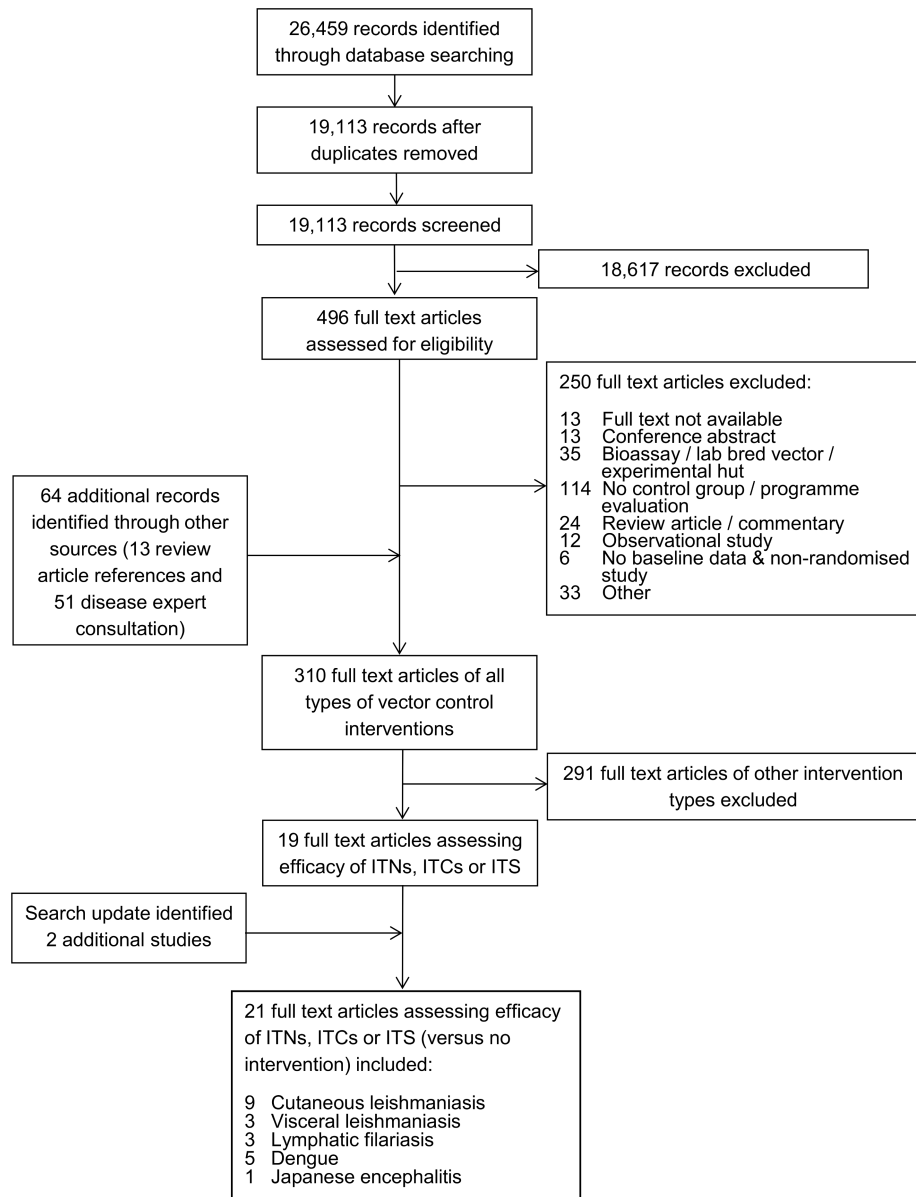 26,459 records identified
through database searching
19,113 records after
duplicates removed
19,113 records screened
18,617 records excluded
496 full text articles
assessed for eligibility
250 full text articles excluded:
13 Full text not available
13 Conference abstract
35 Bioassay / lab bred vector /
experimental hut
114 No control group / programme
evaluation
24 Review article / commentary
12 Observational study
6 No baseline data & non-randomised
study
33 Other
64 additional records
identified through other
sources (13 review
article references and
51 disease expert
consultation)
310 full text articles of all
types of vector control
interventions
291 full text articles of other intervention
types excluded
19 full text articles assessing
efficacy of ITNs, ITCs or ITS
Search update identified
2 additional studies
21 full text articles assessing efficacy
of ITNs, ITCs or ITS (versus no
intervention) included:
9 Cutaneous leishmaniasis
3 Visceral leishmaniasis
3 Lymphatic filariasis
5 Dengue
1 Japanese encephalitis